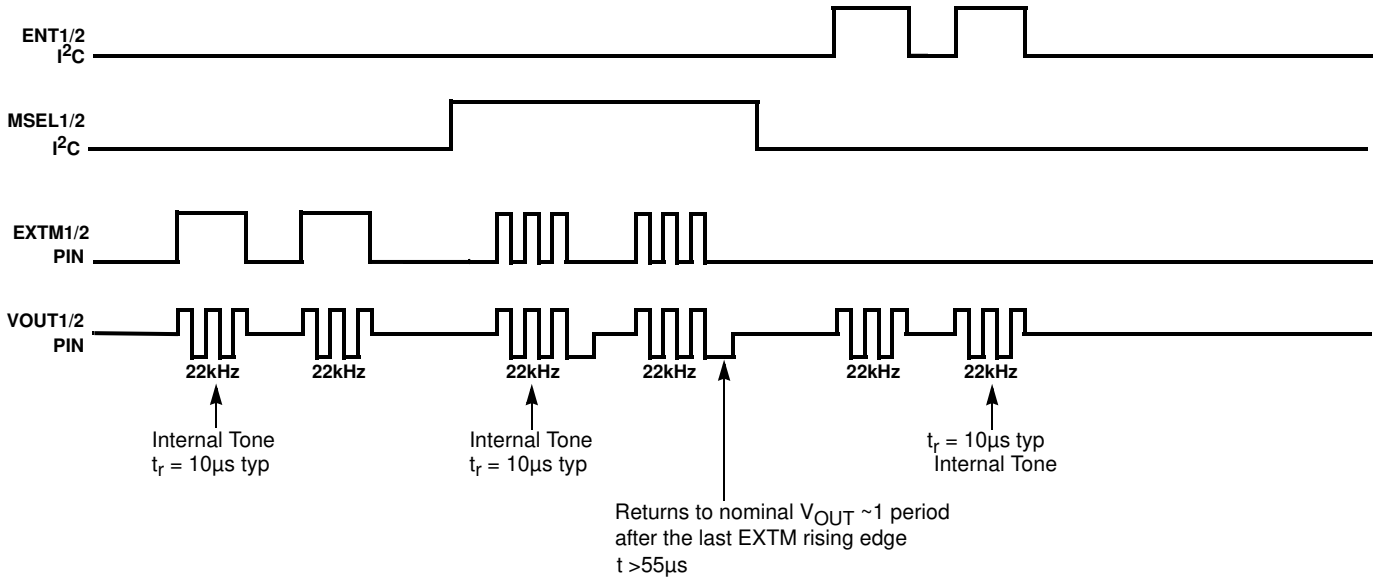 ENT1/2
I²C
MSEL1/2
I²C
EXTM1/2
PIN
VOUT1/2
PIN
22kHz 22kHz 22kHz 22kHz 22kHz 22kHz
Internal Tone
tr = 10µs typ
Internal Tone
tr = 10µs typ
tr = 10µs typ
Internal Tone
Returns to nominal VOUT ~1 period
after the last EXTM rising edge
t >55µs